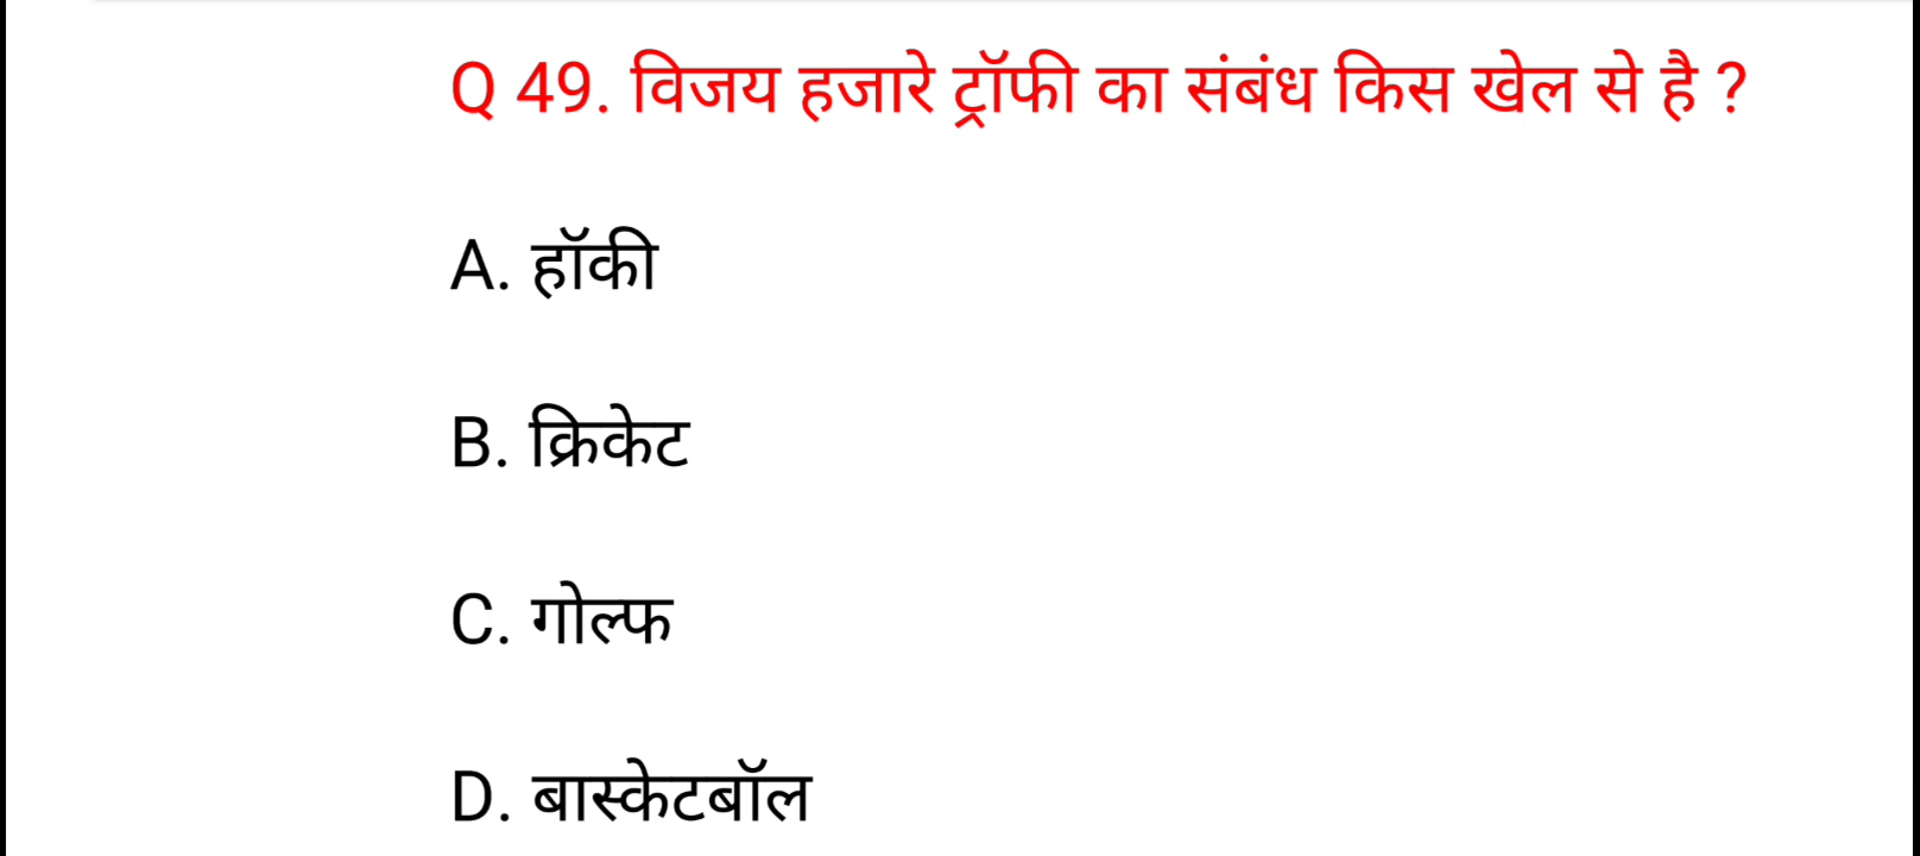 Q 49. विजय हजारे ट्रॉफी का संबंध किस खेल से है ?
A. हॉकी
B. क्रिकेट
C. गोल्फ
D. बास्केटबॉल